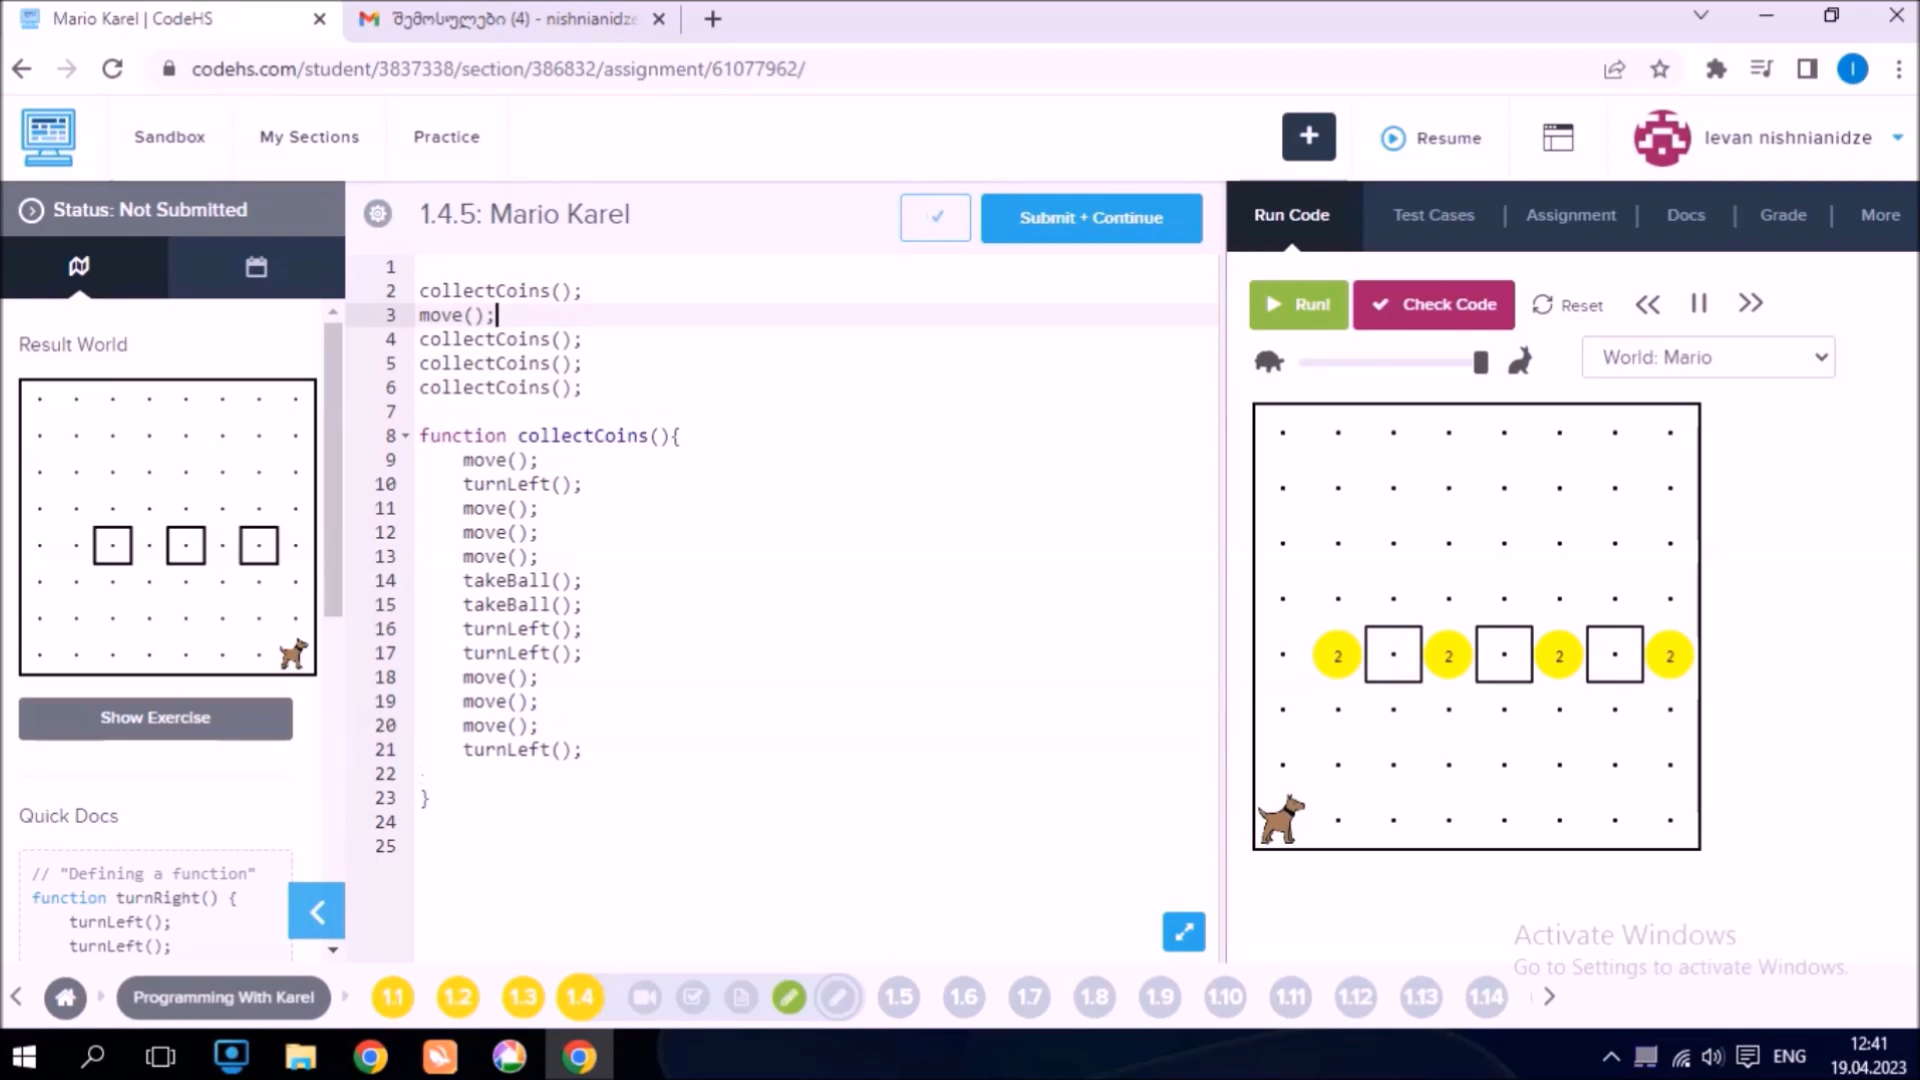 Mario Karel | CodeHS
შემოსულები (4) - nishnianidze
codehs.com/student/3837338/section/386832/assignment/61077962/
I
Sandbox
My Sections
Practice
+
Resume
levan nishnianidze
Status: Not Submitted
1.4.5: Mario Karel
Submit + Continue
Run Code
Test Cases
Assignment
Docs
Grade
More
Result World
Show Exercise
Quick Docs
// "Defining a function"
function turnRight() {
turnLeft();
turnLeft();
1
2 collectCoins();
3 move();
4 collectCoins();
5 collectCoins();
6 collectCoins();
7
8 function collectCoins(){
9 move();
10 turnLeft();
11 move();
12 move();
13 move();
14 takeBall();
15 takeBall();
16 turnLeft();
17 turnLeft();
18 move();
19 move();
20 move();
21 turnLeft();
22
23 }
24
25
Run!
Check Code
Reset
World: Mario
2 2 2 2
Activate Windows
Go to Settings to activate Windows.
Programming With Karel
1.1 1.2 1.3 1.4 1.5 1.6 1.7 1.8 1.9 1.10 1.11 1.12 1.13 1.14
ENG
12:41
19.04.2023